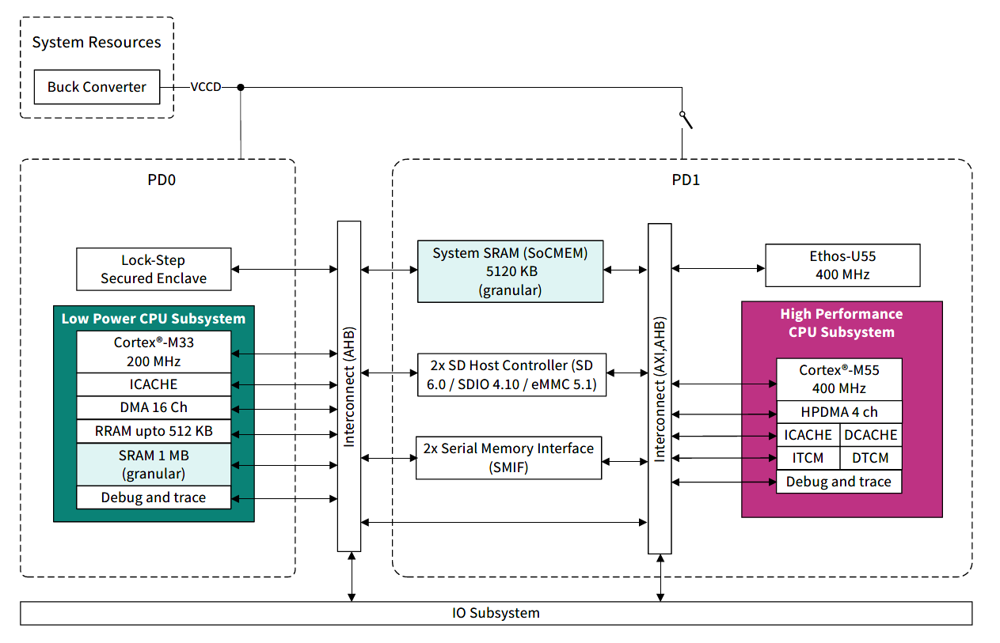 System Resources
Buck Converter
VCCD
PD0
PD1
Lock-Step
Secured Enclave
Low Power CPU Subsystem
Cortex®-M33
200 MHz
ICACHE
DMA 16 Ch
RRAM upto 512 KB
SRAM 1 MB
(granular)
Debug and trace
Interconnect (AHB)
System SRAM (SoCMEM)
5120 KB
(granular)
2x SD Host Controller (SD
6.0 / SDIO 4.10 / eMMC 5.1)
2x Serial Memory Interface
(SMIF)
Interconnect (AXI,AHB)
Ethos-U55
400 MHz
High Performance
CPU Subsystem
Cortex®-M55
400 MHz
HPDMA 4 ch
ICACHE
DCACHE
ITCM
DTCM
Debug and trace
IO Subsystem